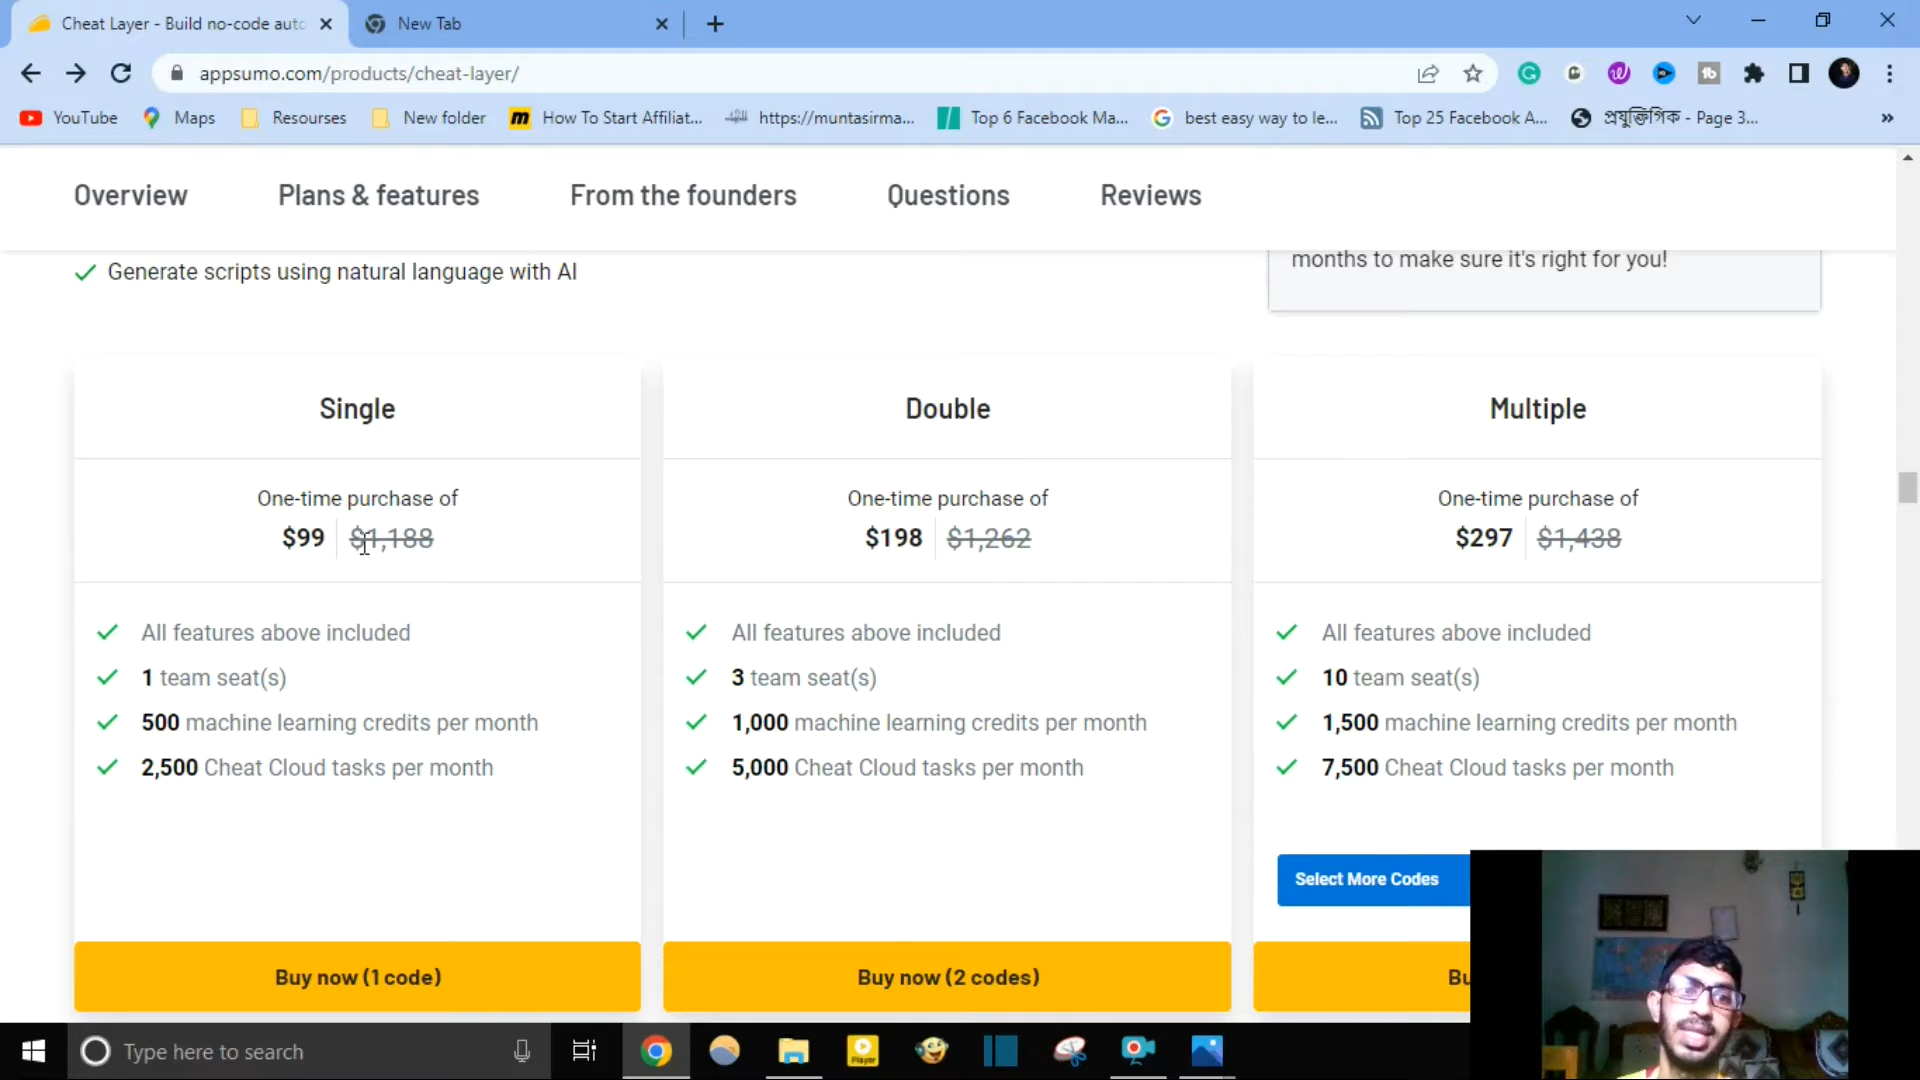 Cheat Layer - Build no-code auto
New Tab
appsumo.com/products/cheat-layer/
YouTube
Maps
Resourses
New folder
How To Start Affiliat...
https://muntasirma...
Top 6 Facebook Ma...
best easy way to le...
Top 25 Facebook A...
প্রযুক্তিগিক - Page 3...
Overview
Plans & features
From the founders
Questions
Reviews
Generate scripts using natural language with AI
months to make sure it's right for you!
Single
One-time purchase of
$99 $1,188
All features above included
1 team seat(s)
500 machine learning credits per month
2,500 Cheat Cloud tasks per month
Buy now (1 code)
Double
One-time purchase of
$198 $1,262
All features above included
3 team seat(s)
1,000 machine learning credits per month
5,000 Cheat Cloud tasks per month
Buy now (2 codes)
Multiple
One-time purchase of
$297 $1,438
All features above included
10 team seat(s)
1,500 machine learning credits per month
7,500 Cheat Cloud tasks per month
Select More Codes
Bu
Type here to search
Player